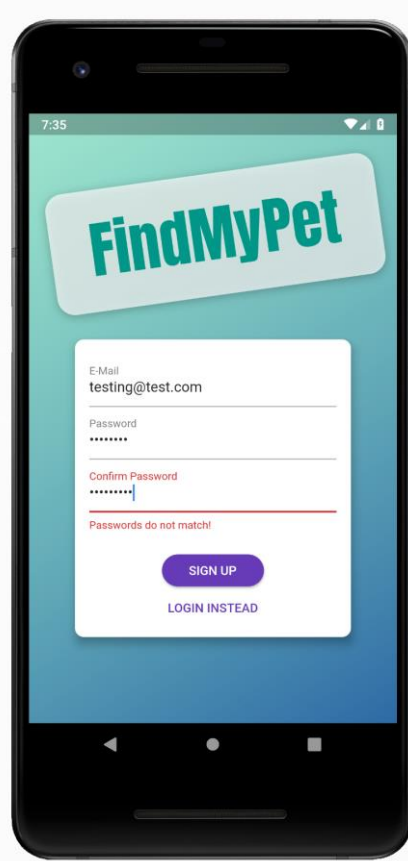 7:35
FindMyPet
E-Mail
testing@test.com
Password
••••••••
Confirm Password
•••••••••
Passwords do not match!
SIGN UP
LOGIN INSTEAD